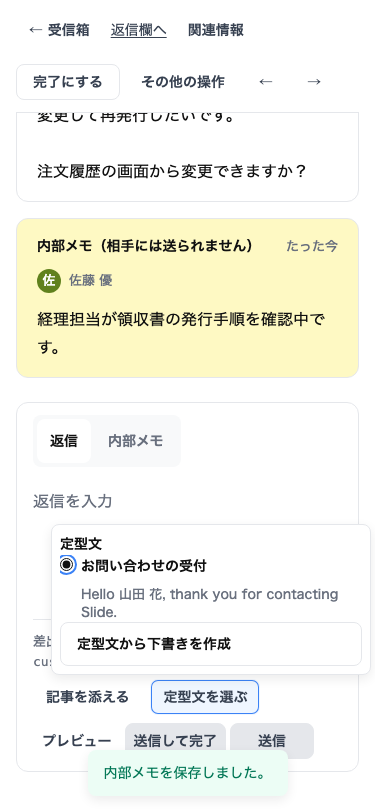 ← 受信箱 返信欄へ 関連情報
完了にする その他の操作 ← →
変更して再発行したいです。
注文履歴の画面から変更できますか？
内部メモ（相手には送られません） たった今
佐 佐藤 優
経理担当が領収書の発行手順を確認中で
す。
返信 内部メモ
返信を入力
定型文
お問い合わせの受付
Hello 山田 花, thank you for contacting
Slide.
定型文から下書きを作成
記事を添える 定型文を選ぶ
プレビュー 送信して完了 送信
内部メモを保存しました。